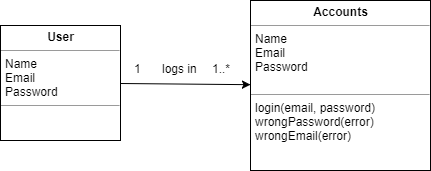 User
Name
Email
Password
1 logs in 1..*
Accounts
Name
Email
Password
login(email, password)
wrongPassword(error)
wrongEmail(error)